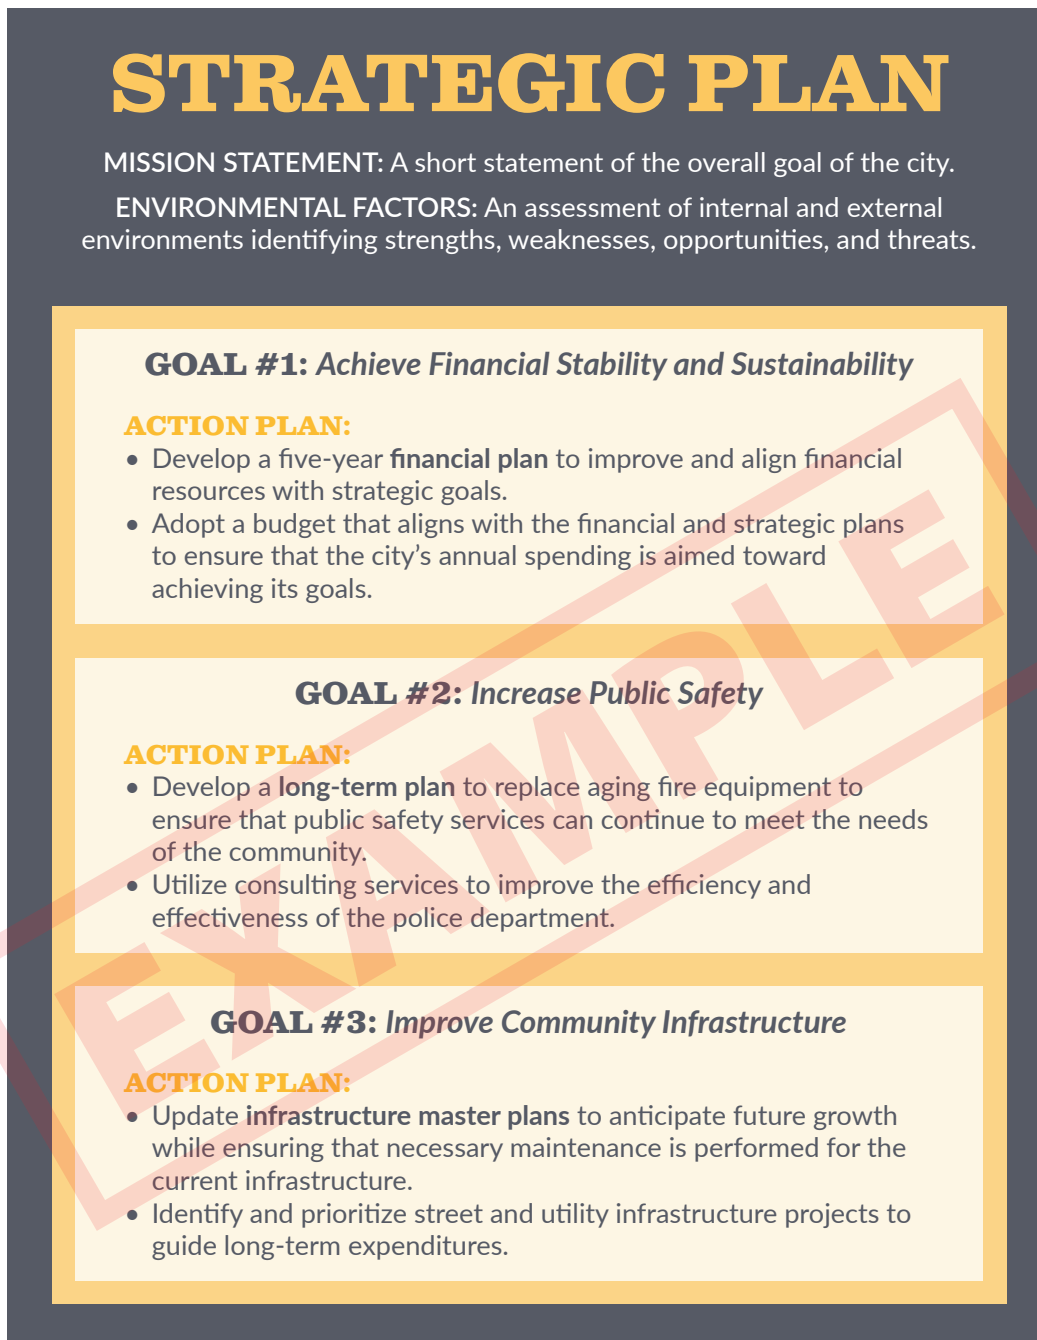 STRATEGIC PLAN
MISSION STATEMENT: A short statement of the overall goal of the city.
ENVIRONMENTAL FACTORS: An assessment of internal and external
environments identifying strengths, weaknesses, opportunities, and threats.
GOAL #1: Achieve Financial Stability and Sustainability
ACTION PLAN:
• Develop a five-year financial plan to improve and align financial
resources with strategic goals.
• Adopt a budget that aligns with the financial and strategic plans
to ensure that the city’s annual spending is aimed toward
achieving its goals.
GOAL #2: Increase Public Safety
ACTION PLAN:
• Develop a long-term plan to replace aging fire equipment to
ensure that public safety services can continue to meet the needs
of the community.
• Utilize consulting services to improve the efficiency and
effectiveness of the police department.
GOAL #3: Improve Community Infrastructure
ACTION PLAN:
• Update infrastructure master plans to anticipate future growth
while ensuring that necessary maintenance is performed for the
current infrastructure.
• Identify and prioritize street and utility infrastructure projects to
guide long-term expenditures.
EXAMPLE